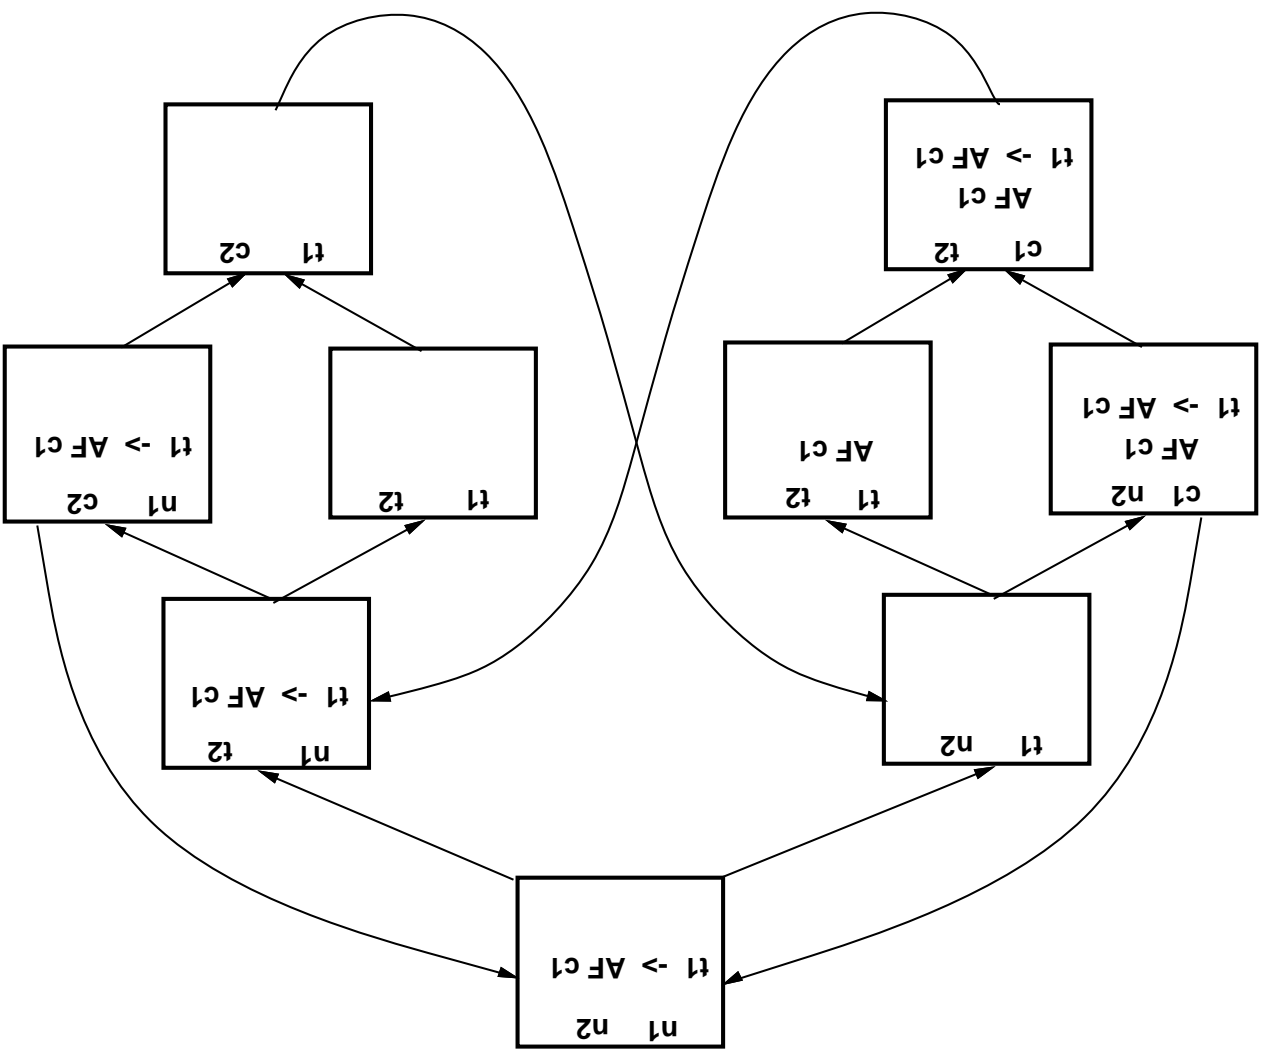 n1 n2
t1 -> AF c1
t1 n2
n1 t2
t1 -> AF c1
c1 n2
AF c1
t1 -> AF c1
t1 t2
AF c1
t1 t2
n1 c2
t1 -> AF c1
c1 t2
AF c1
t1 -> AF c1
t1 c2